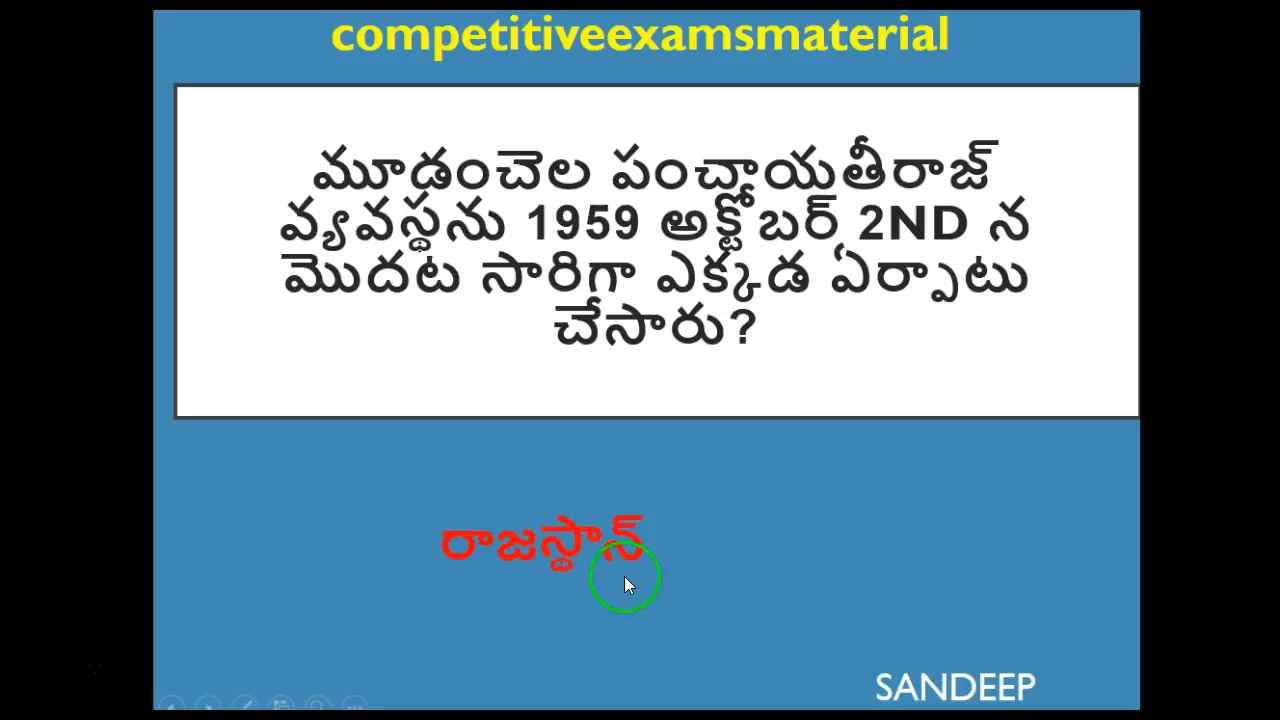 competitiveexamsmaterial
మూడంచెల పంచాయతీరాజ్
వ్యవస్థను 1959 అక్టోబర్ 2ND న
మొదట సారిగా ఎక్కడ ఏర్పాటు
చేసారు?
రాజస్థాన్
SANDEEP